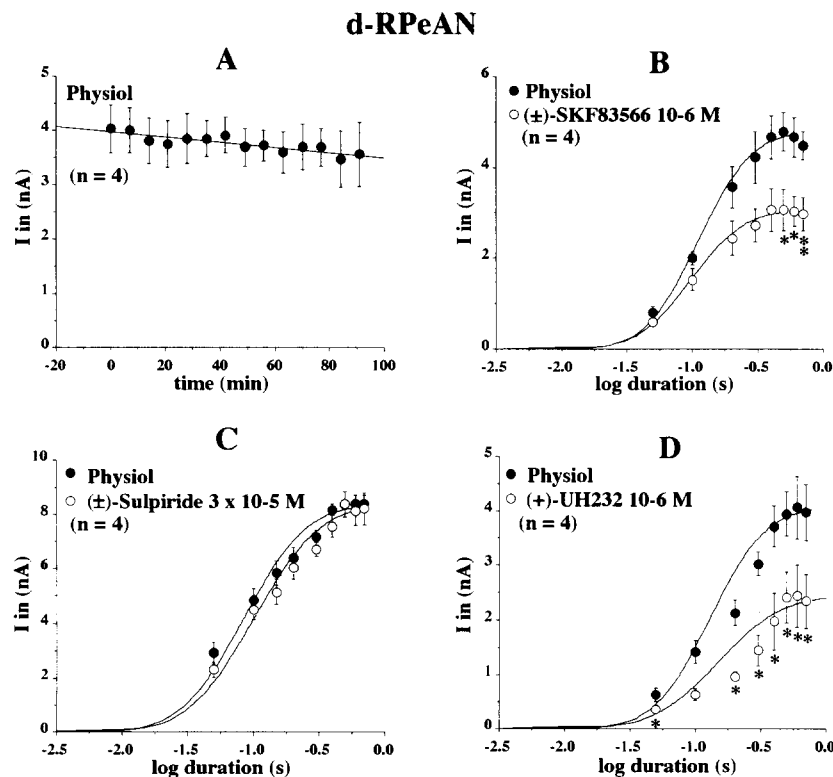 d-RPeAN
A
Physiol
(n = 4)
I in (nA)
5
4
3
2
1
0
-20 0 20 40 60 80 100
time (min)
B
Physiol
(±)-SKF83566 10-6 M
(n = 4)
I in (nA)
6
4
2
0
-2.5 -2.0 -1.5 -1.0 -0.5 0.0
log duration (s)
* * * *
C
Physiol
(±)-Sulpiride 3 x 10-5 M
(n = 4)
I in (nA)
10
8
6
4
2
0
-2.5 -2.0 -1.5 -1.0 -0.5 0.0
log duration (s)
D
Physiol
(+)-UH232 10-6 M
(n = 4)
I in (nA)
5
4
3
2
1
0
-2.5 -2.0 -1.5 -1.0 -0.5 0.0
log duration (s)
* * * * * * *